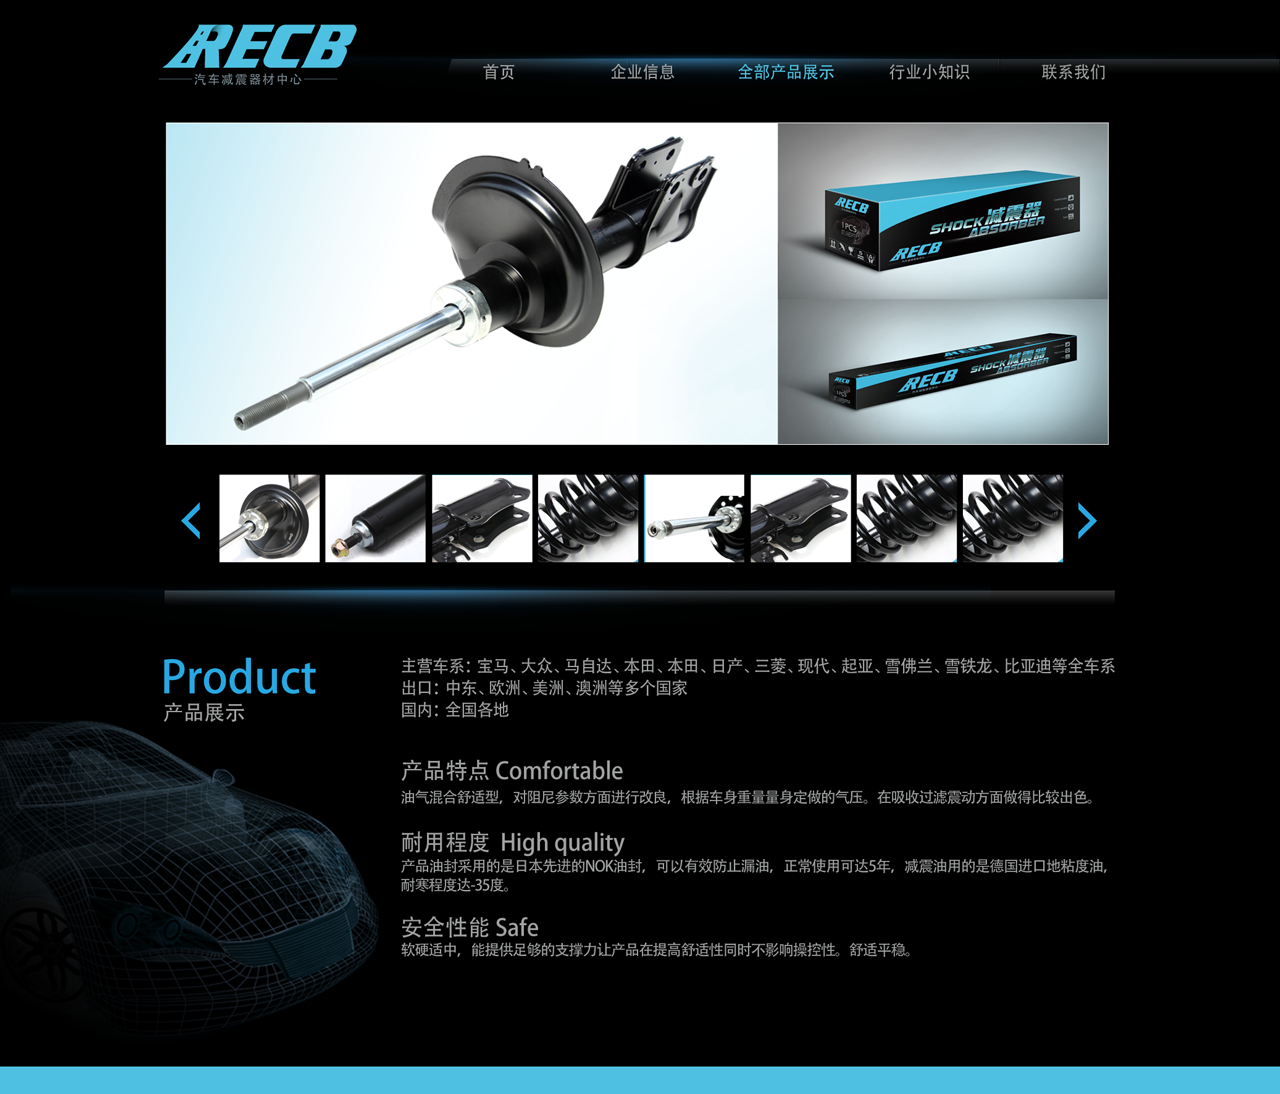 RECB
汽车减震器材中心
首页
企业信息
全部产品展示
行业小知识
联系我们
RECB
1PCS
SHOCK减震器
ABSORBER
RECB
RECB
RECB
RECB
SHOCK减震器
ABSORBER
1PCS
Product
产品展示
主营车系：宝马、大众、马自达、本田、本田、日产、三菱、现代、起亚、雪佛兰、雪铁龙、比亚迪等全车系
出口：中东、欧洲、美洲、澳洲等多个国家
国内：全国各地
产品特点 Comfortable
油气混合舒适型，对阻尼参数方面进行改良，根据车身重量量身定做的气压。在吸收过滤震动方面做得比较出色。
耐用程度 High quality
产品油封采用的是日本先进的NOK油封，可以有效防止漏油，正常使用可达5年，减震油用的是德国进口地粘度油，
耐寒程度达-35度。
安全性能 Safe
软硬适中，能提供足够的支撑力让产品在提高舒适性同时不影响操控性。舒适平稳。